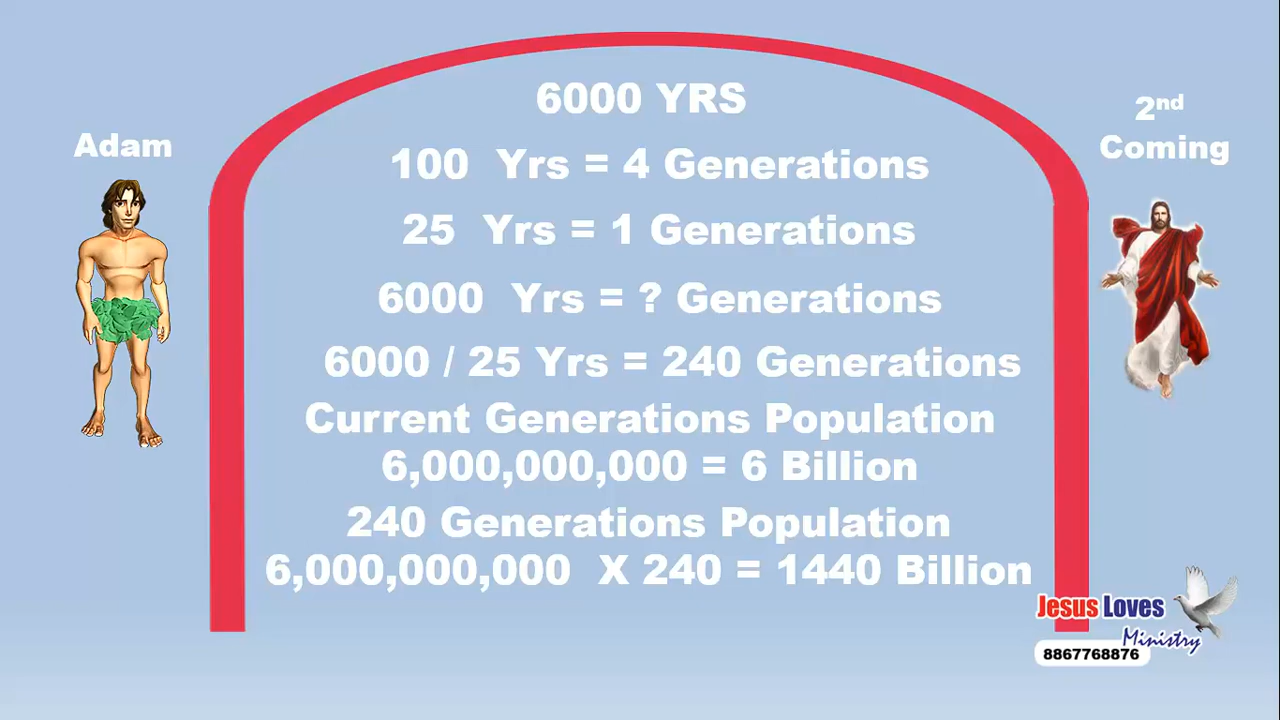 6000 YRS
Adam
2nd
Coming
100 Yrs = 4 Generations
25 Yrs = 1 Generations
6000 Yrs = ? Generations
6000 / 25 Yrs = 240 Generations
Current Generations Population
6,000,000,000 = 6 Billion
240 Generations Population
6,000,000,000 X 240 = 1440 Billion
Jesus Loves
Ministry
8867768876